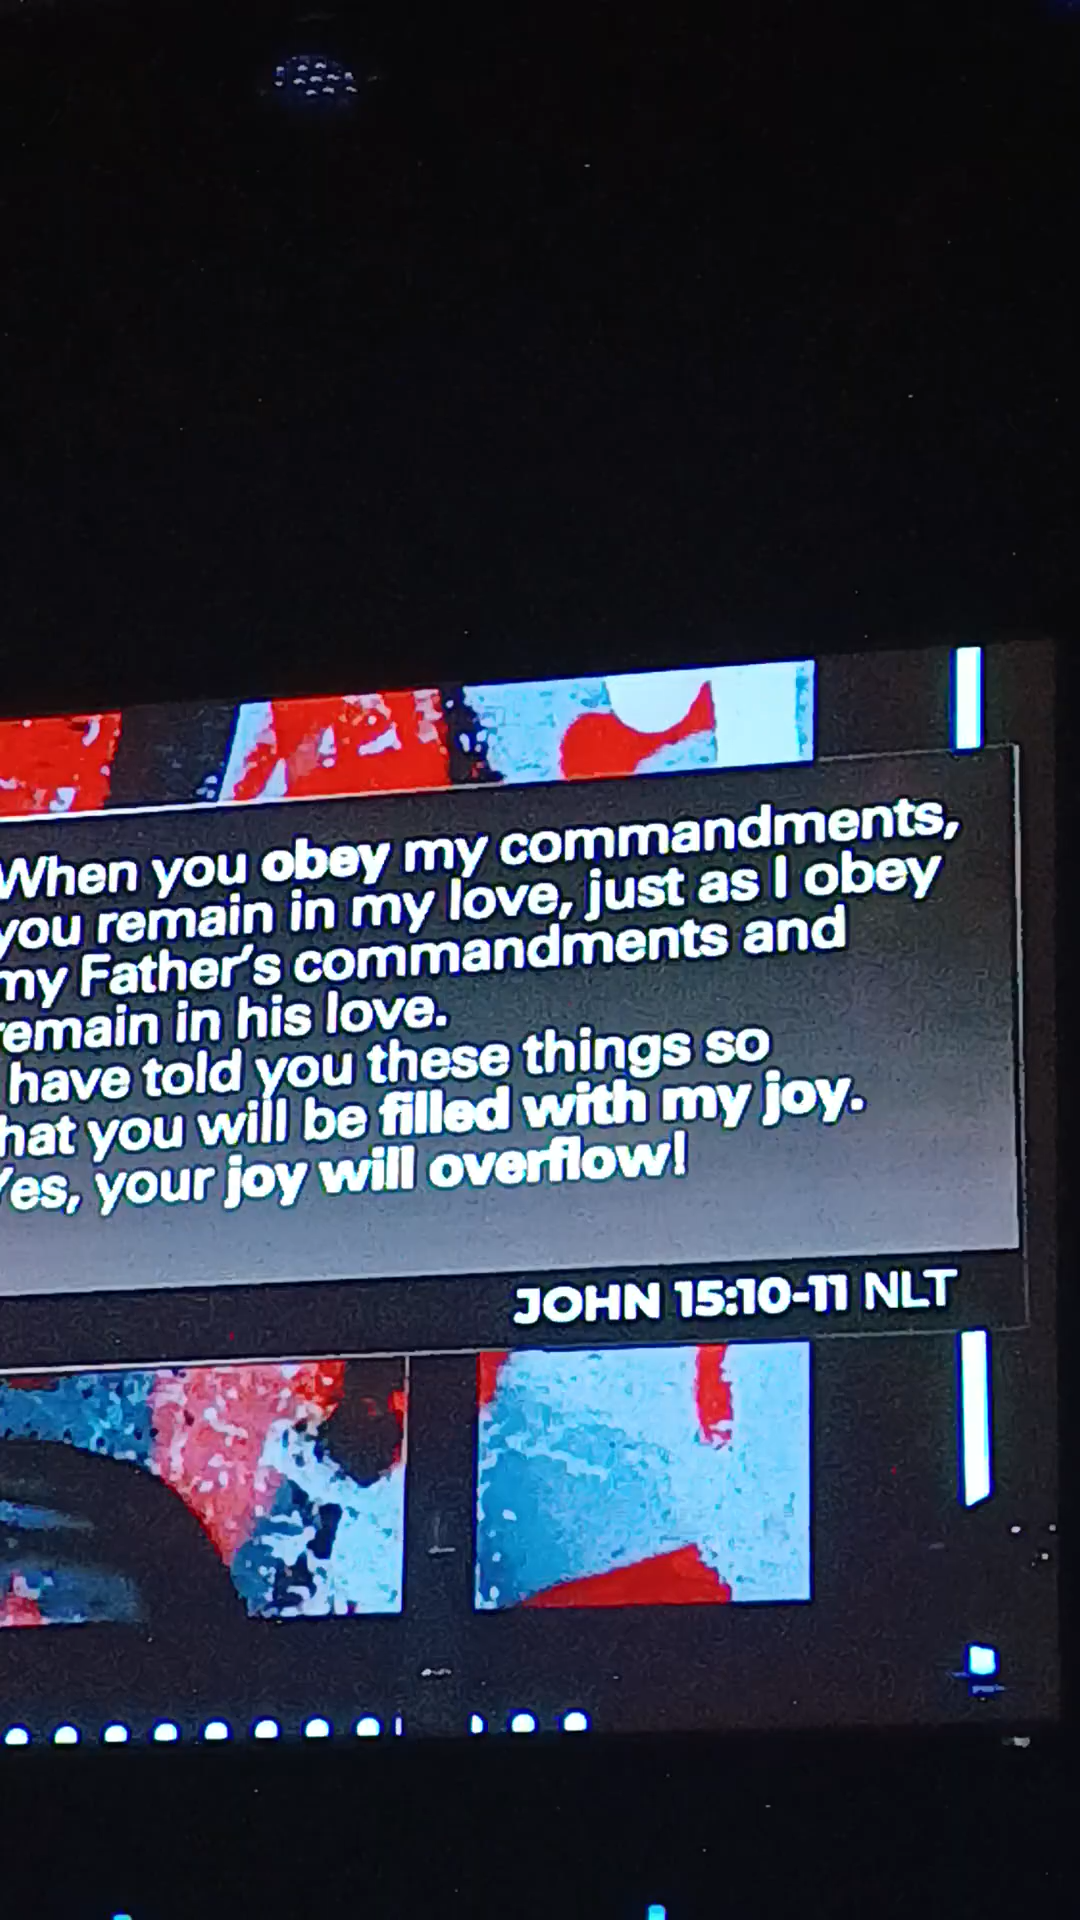 When you obey my commandments,
you remain in my love, just as I obey
my Father's commandments and
remain in his love.
have told you these things so
hat you will be filled with my joy.
Yes, your joy will overflow!
JOHN 15:10-11 NLT